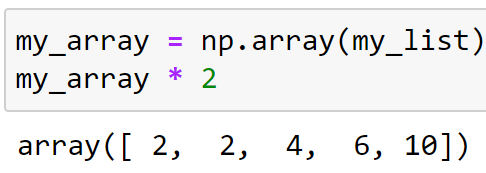 my_array = np.array(my_list)
my_array * 2
array([ 2,  2,  4,  6, 10])